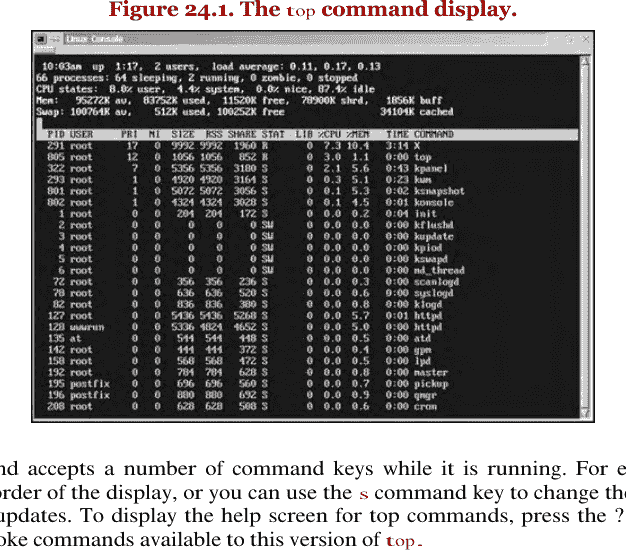 Figure 24.1. The top command display.
Linux Console
10:03am up 1:17, 2 users, load average: 0.11, 0.17, 0.13
66 processes: 64 sleeping, 2 running, 0 zombie, 0 stopped
CPU states: 8.0% user, 4.4% system, 0.0% nice, 87.4% idle
Mem: 95272K av, 83752K used, 11520K free, 78900K shrd, 1856K buff
Swap: 100764K av, 512K used, 100252K free 34104K cached
PID USER PRI NI SIZE RSS SHARE STAT LIB %CPU %MEM TIME COMMAND
291 root 17 0 9992 9992 1960 R 0 7.3 10.4 3:14 X
805 root 12 0 1056 1056 852 R 0 3.0 1.1 0:00 top
322 root 7 0 5356 5356 3180 S 0 2.1 5.6 0:43 kpanel
293 root 1 0 4920 4920 3164 S 0 0.3 5.1 0:23 kwm
801 root 1 0 5072 5072 3056 S 0 0.1 5.3 0:02 ksnapshot
802 root 1 0 4324 4324 3028 S 0 0.1 4.5 0:01 konsole
1 root 0 0 204 204 172 S 0 0.0 0.2 0:04 init
2 root 0 0 0 0 0 SW 0 0.0 0.0 0:00 kflushd
3 root 0 0 0 0 0 SW 0 0.0 0.0 0:00 kupdate
4 root 0 0 0 0 0 SW 0 0.0 0.0 0:00 kpiod
5 root 0 0 0 0 0 SW 0 0.0 0.0 0:00 kswapd
6 root 0 0 0 0 0 SW 0 0.0 0.0 0:00 md_thread
72 root 0 0 356 356 236 S 0 0.0 0.3 0:00 scanlogd
78 root 0 0 636 636 520 S 0 0.0 0.6 0:00 syslogd
82 root 0 0 836 836 380 S 0 0.0 0.8 0:00 klogd
127 root 0 0 5436 5436 5268 S 0 0.0 5.7 0:01 httpd
128 wwwrun 0 0 5336 4824 4652 S 0 0.0 5.0 0:00 httpd
135 at 0 0 544 544 448 S 0 0.0 0.5 0:00 atd
142 root 0 0 444 444 372 S 0 0.0 0.4 0:00 gpm
158 root 0 0 568 568 472 S 0 0.0 0.5 0:00 lpd
192 root 0 0 784 784 628 S 0 0.0 0.8 0:00 master
195 postfix 0 0 696 696 560 S 0 0.0 0.7 0:00 pickup
196 postfix 0 0 880 880 692 S 0 0.0 0.9 0:00 qmgr
208 root 0 0 628 628 508 S 0 0.0 0.6 0:00 cron
nd accepts a number of command keys while it is running. For e
order of the display, or you can use the s command key to change the
updates. To display the help screen for top commands, press the ?
oke commands available to this version of top.